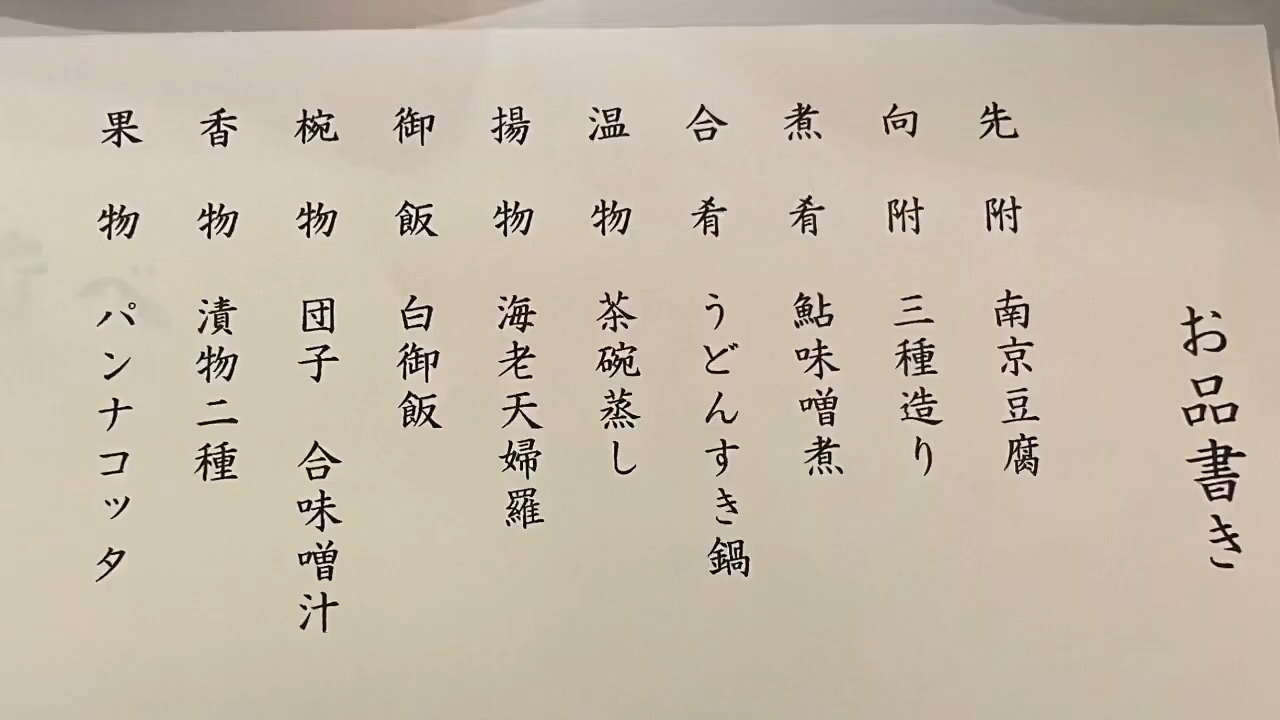 お品書き
先附 南京豆腐
向附 三種造り
煮肴 鮎味噌煮
合肴 うどんすき鍋
温物 茶碗蒸し
揚物 海老天婦羅
御飯 白御飯
椀物 団子 合味噌汁
香物 漬物二種
果物 パンナコッタ